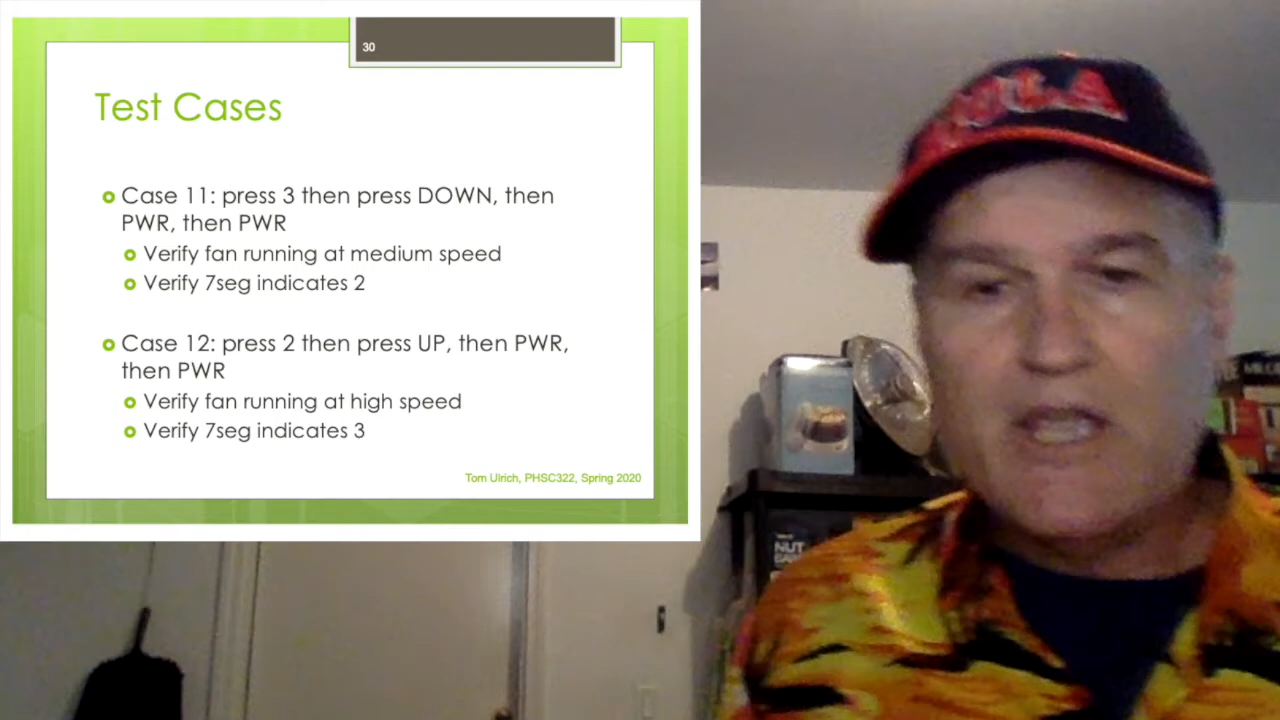 30
Test Cases
Case 11: press 3 then press DOWN, then
PWR, then PWR
Verify fan running at medium speed
Verify 7seg indicates 2
Case 12: press 2 then press UP, then PWR,
then PWR
Verify fan running at high speed
Verify 7seg indicates 3
Tom Ulrich, PHSC322, Spring 2020
NUT